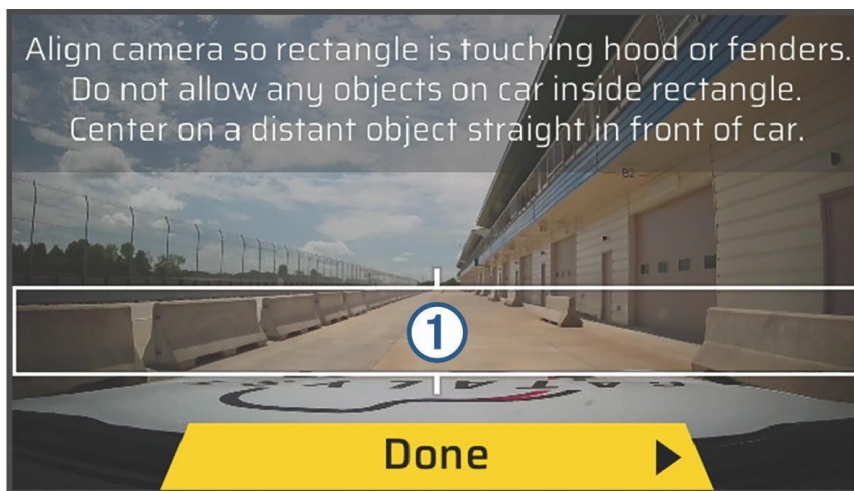 Align camera so rectangle is touching hood or fenders.
Do not allow any objects on car inside rectangle.
Center on a distant object straight in front of car.
B2
1
Done